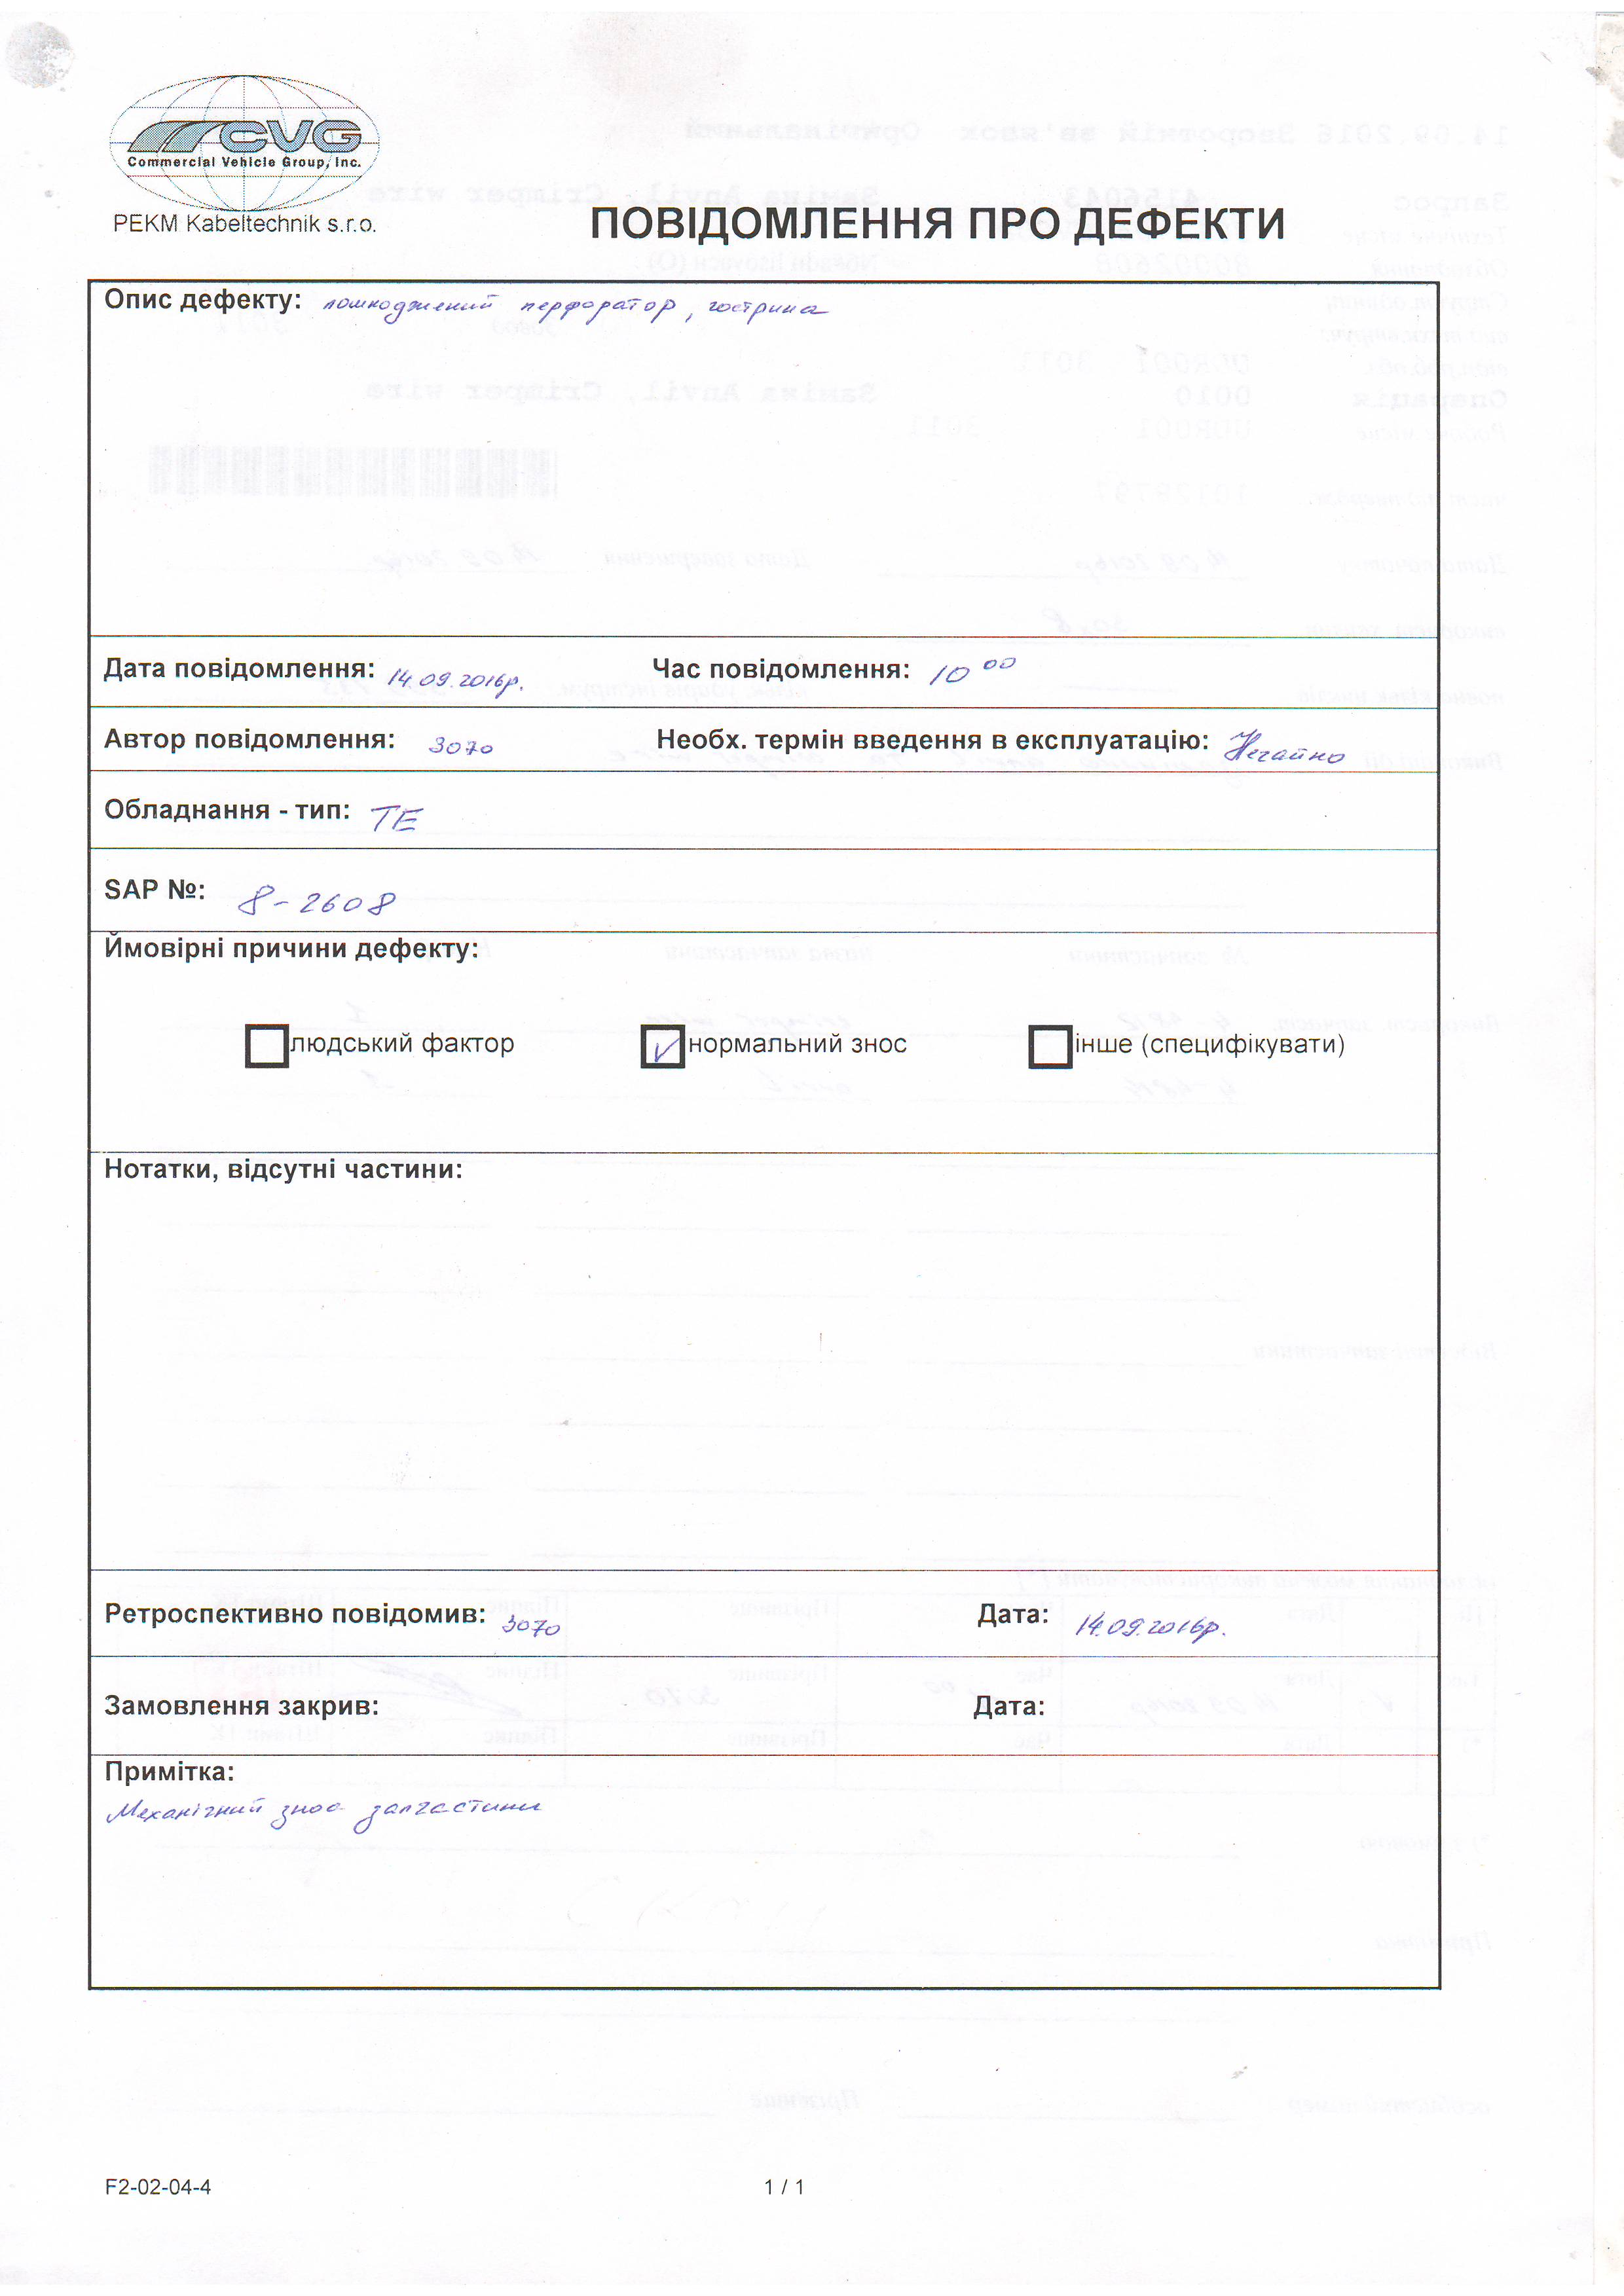 CVG
Commercial Vehicle Group, Inc.
PEKM Kabeltechnik s.r.o.
ПОВІДОМЛЕННЯ ПРО ДЕФЕКТИ
Опис дефекту: пошкоджений перфоратор, гострина
Дата повідомлення: 14.09.2016р. Час повідомлення: 10 00
Автор повідомлення: 3070 Необх. термін введення в експлуатацію: Негайно
Обладнання - тип: TE
SAP №: 8-2608
Ймовірні причини дефекту:
людський фактор нормальний знос інше (специфікувати)
Нотатки, відсутні частини:
Ретроспективно повідомив: 3070 Дата: 14.09.2016р.
Замовлення закрив: Дата:
Примітка:
Механічний знос запчастини
F2-02-04-4 1 / 1